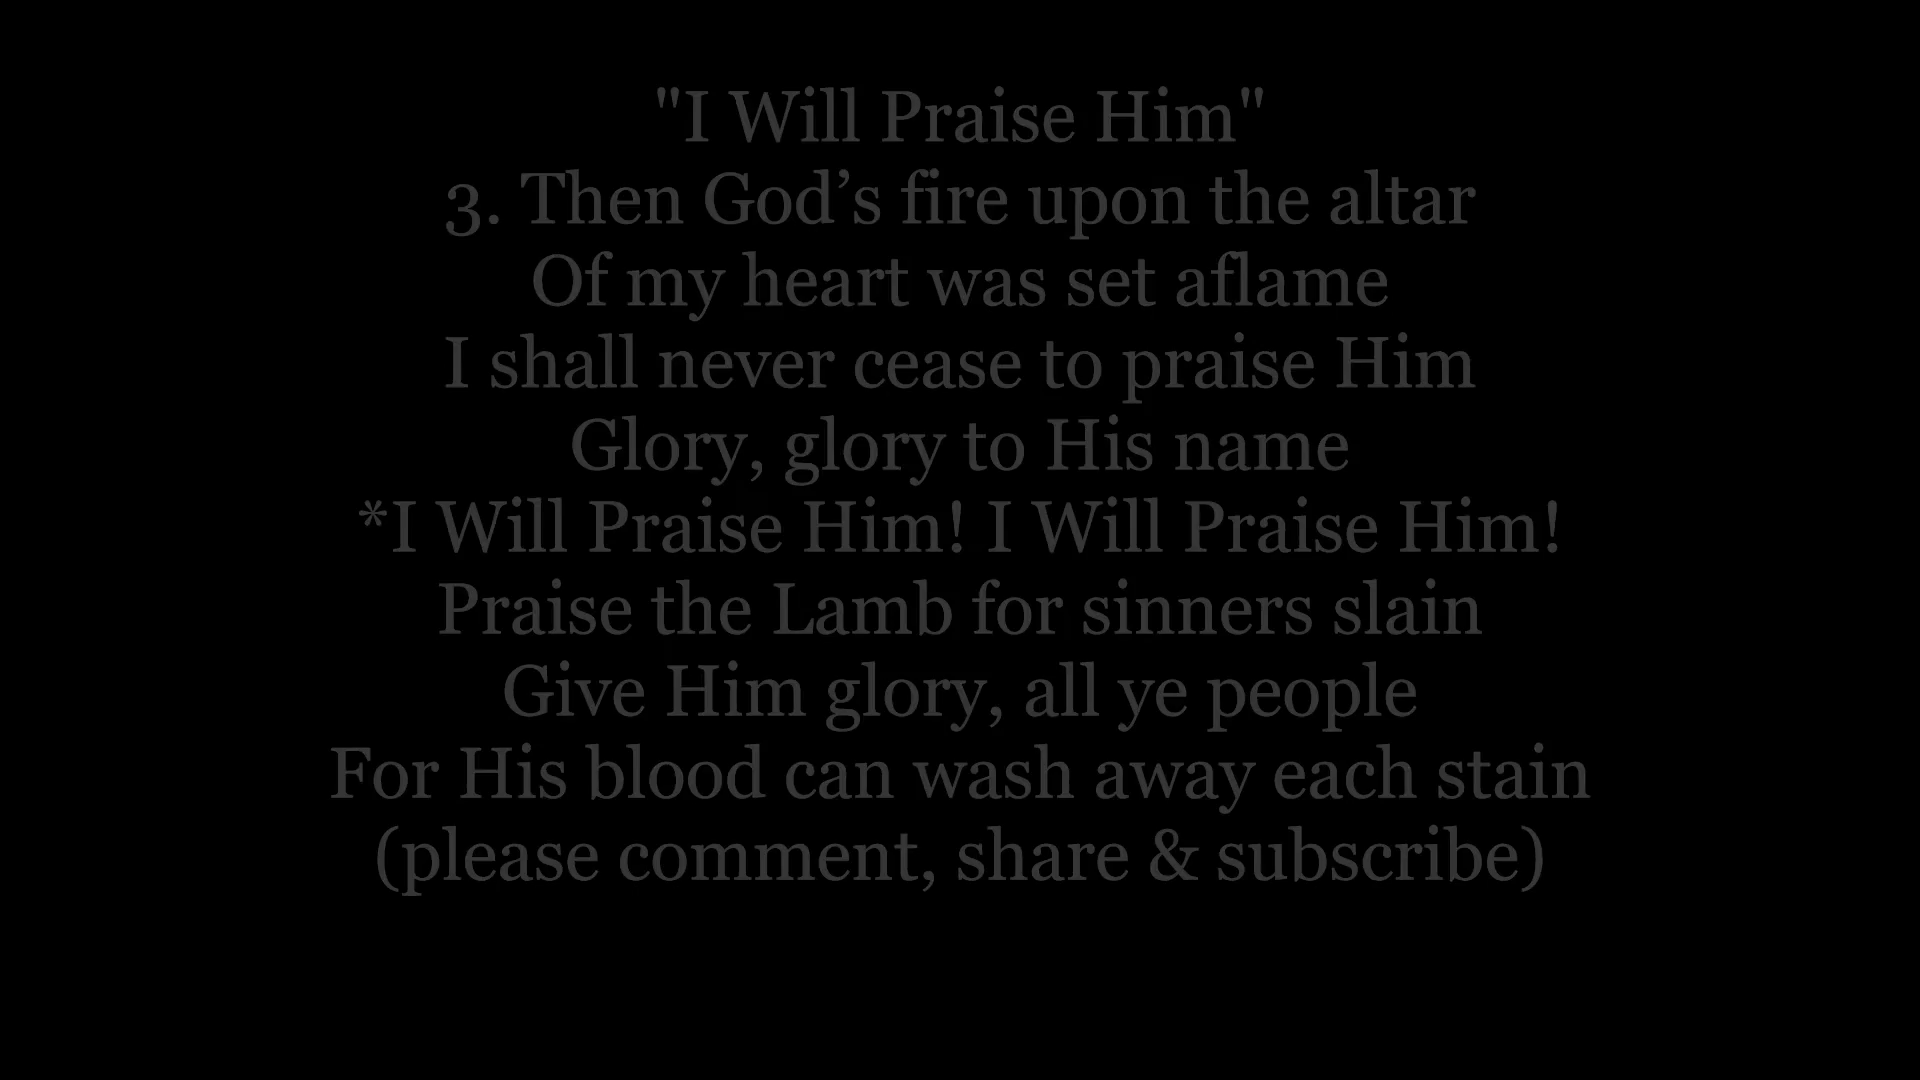 "I Will Praise Him"
3. Then God’s fire upon the altar
Of my heart was set aflame
I shall never cease to praise Him
Glory, glory to His name
*I Will Praise Him! I Will Praise Him!
Praise the Lamb for sinners slain
Give Him glory, all ye people
For His blood can wash away each stain
(please comment, share & subscribe)